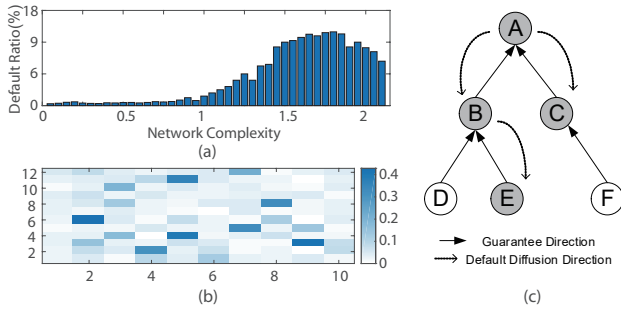 Default Ratio(%)
18
12
6
0
0 0.5 1 1.5 2
Network Complexity
(a)
12
10
8
6
4
2
2 4 6 8 10
0.4
0.3
0.2
0.1
0
(b)
A
B C
D E F
Guarantee Direction
Default Diffusion Direction
(c)